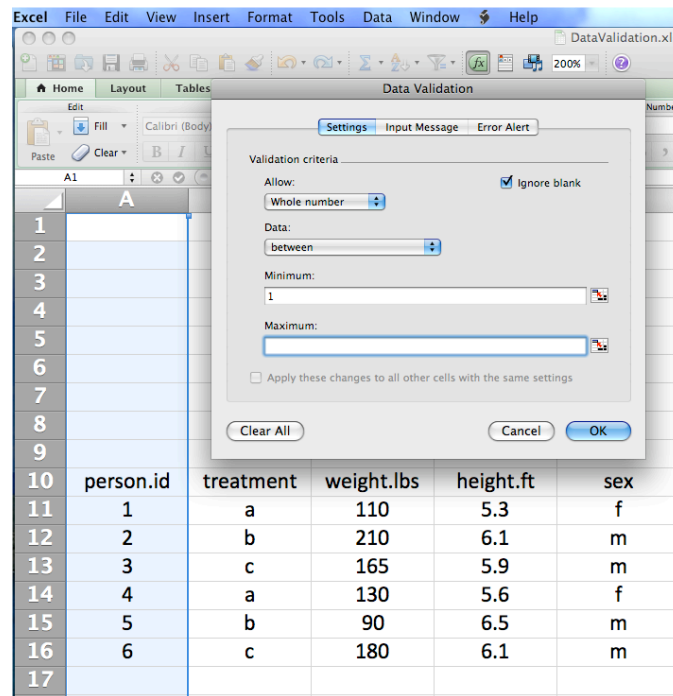 Excel File Edit View Insert Format Tools Data Window Help
DataValidation.xl
fx 200% ?
Home Layout Tables
Data Validation
Edit
Number
Fill Calibri (Body)
Paste Clear B I U
A1
Settings Input Message Error Alert
Validation criteria
Allow: Ignore blank
Whole number
Data:
between
Minimum:
1
Maximum:
Apply these changes to all other cells with the same settings
Clear All Cancel OK
A
1
2
3
4
5
6
7
8
9
10 person.id treatment weight.lbs height.ft sex
11 1 a 110 5.3 f
12 2 b 210 6.1 m
13 3 c 165 5.9 m
14 4 a 130 5.6 f
15 5 b 90 6.5 m
16 6 c 180 6.1 m
17